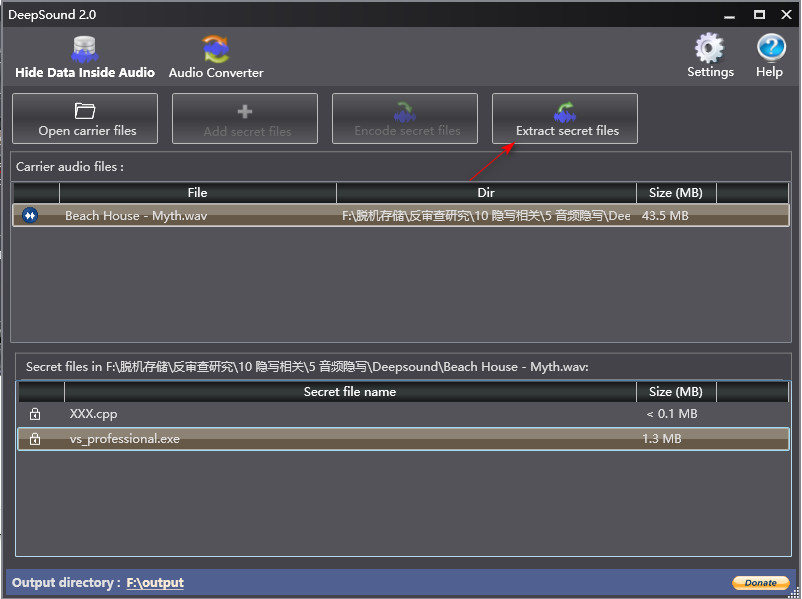 DeepSound 2.0
Hide Data Inside Audio Audio Converter Settings Help
Open carrier files Add secret files Encode secret files Extract secret files
Carrier audio files :
File Dir Size (MB)
Beach House - Myth.wav F:\脱机存储\反审查研究\10 隐写相关\5 音频隐写\Dee 43.5 MB
Secret files in F:\脱机存储\反审查研究\10 隐写相关\5 音频隐写\Deepsound\Beach House - Myth.wav:
Secret file name Size (MB)
XXX.cpp < 0.1 MB
vs_professional.exe 1.3 MB
Output directory : F:\output Donate